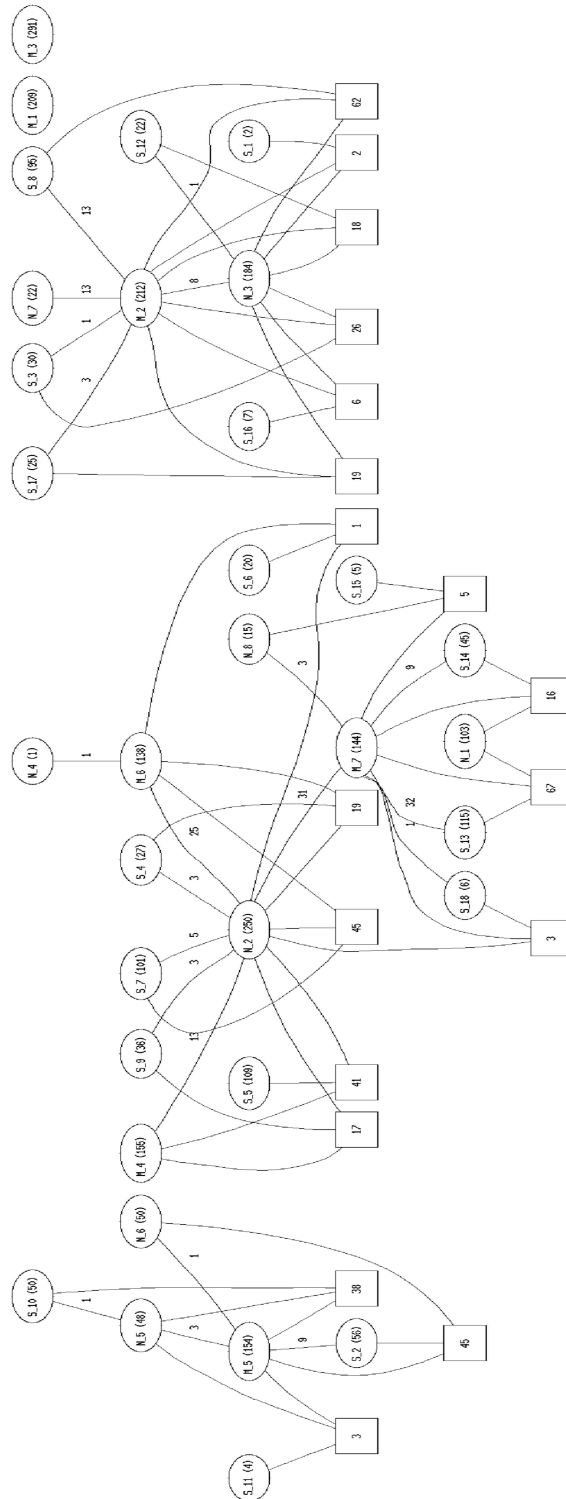 S_10 (50)
N_4 (1)
S_17 (25)
S_3 (30)
N_7 (22)
S_8 (95)
M_1 (209)
M_3 (291)
1
1
3
1
13
13
N_5 (48)
N_6 (50)
M_4 (155)
S_9 (36)
S_7 (101)
S_4 (27)
M_6 (138)
M_2 (212)
S_12 (22)
3
1
13
3
5
3
25
8
1
S_11 (4)
M_5 (154)
S_5 (109)
N_2 (250)
N_8 (15)
S_6 (20)
S_16 (7)
N_3 (184)
S_1 (2)
9
31
3
3
S_2 (56)
38
17
41
45
19
M_7 (144)
S_15 (5)
1
19
6
26
18
2
62
1
32
9
45
S_18 (6)
S_13 (115)
N_1 (103)
S_14 (45)
5
3
67
16